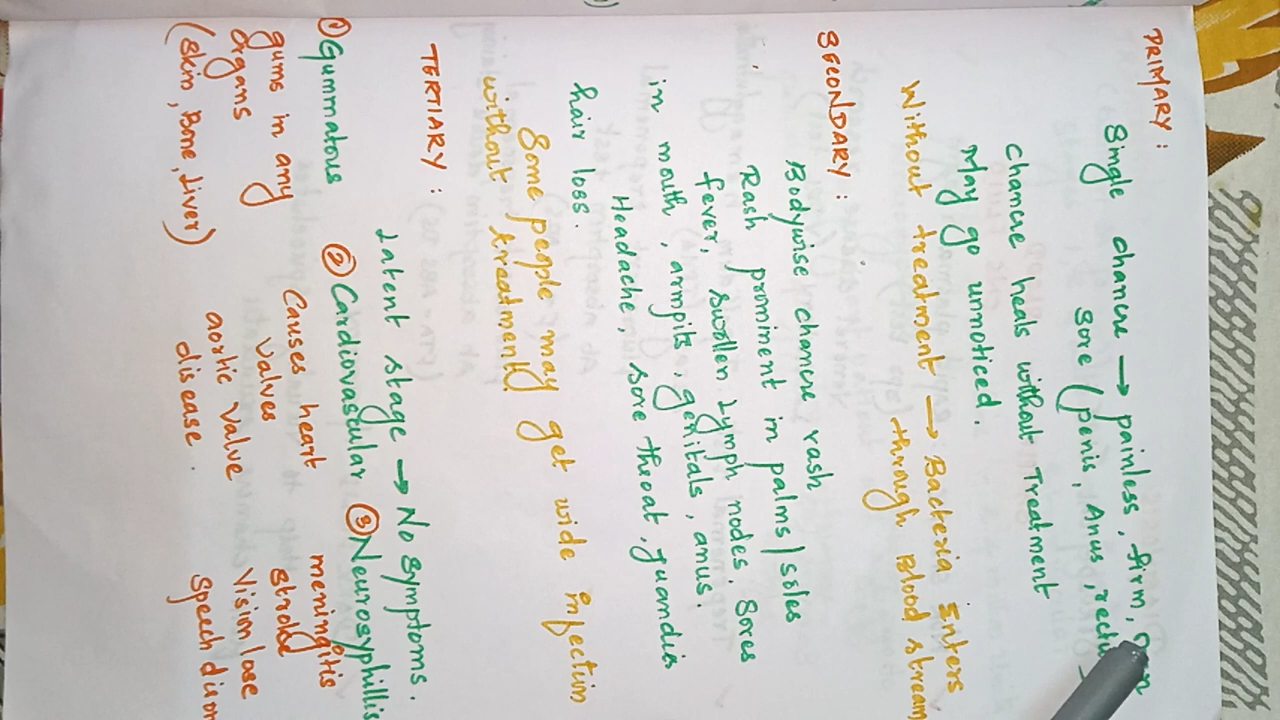 PRIMARY :
Single chancre → painless, firm,
Sore (penis, Anus,
Chancre heals without Treatment
May go unnoticed.
Without treatment → Bacteria Enters
through Blood stream
SECONDARY :
Bodywise chancre rash
Rash prominent in palms/soles
fever, swollen Lymph nodes. Sores
in mouth, armpits, genitals, anus.
Headache, sore throat, guandis
hair loss.
Some people may get wide infection
without treatment
TERTIARY :
Latent stage → No symptoms.
① Gummatous ② Cardiovascular ③ Neurosyphillis
gums in any Causes heart meningitis
Organs valves strold
(Skin, Bone, Liver) aortic valve Vision lose
disease. Speech